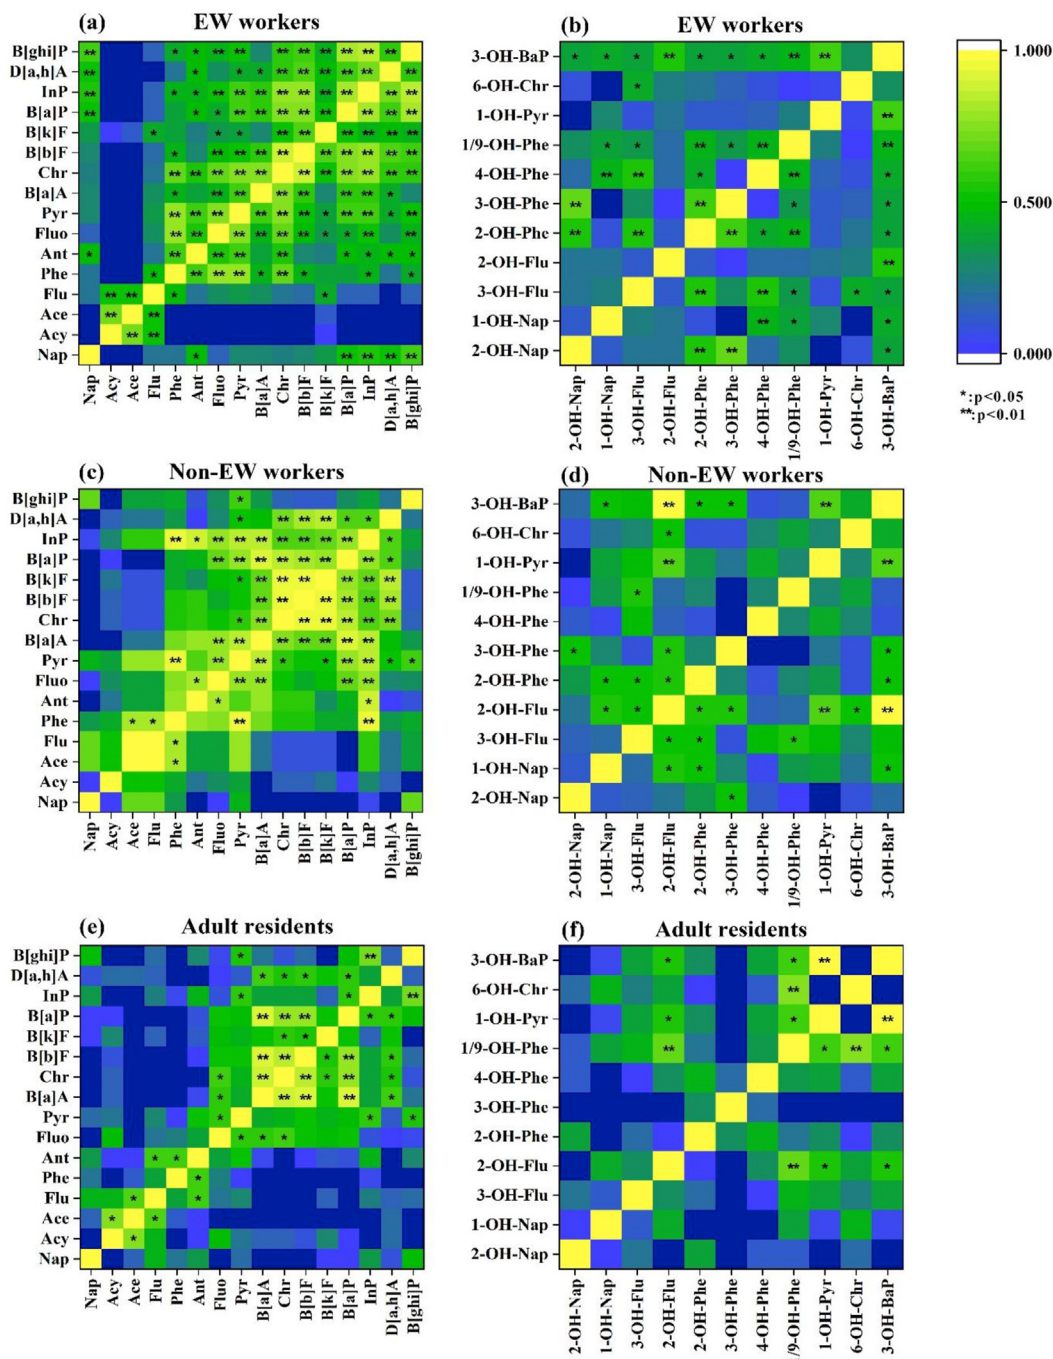 (a) EW workers
B[ghi]P
D[a,h]A
InP
B[a]P
B[k]F
B[b]F
Chr
B[a]A
Pyr
Fluo
Ant
Phe
Flu
Ace
Acy
Nap
Nap Acy Ace Flu Phe Ant Fluo Pyr B[a]A Chr B[b]F B[k]F B[a]P InP D[a,h]A B[ghi]P
(b) EW workers
3-OH-BaP
6-OH-Chr
1-OH-Pyr
1/9-OH-Phe
4-OH-Phe
3-OH-Phe
2-OH-Phe
2-OH-Flu
3-OH-Flu
1-OH-Nap
2-OH-Nap
2-OH-Nap 1-OH-Nap 3-OH-Flu 2-OH-Flu 2-OH-Phe 3-OH-Phe 4-OH-Phe 1/9-OH-Phe 1-OH-Pyr 6-OH-Chr 3-OH-BaP
1.000
0.500
0.000
*:p<0.05
**:p<0.01
(c) Non-EW workers
B[ghi]P
D[a,h]A
InP
B[a]P
B[k]F
B[b]F
Chr
B[a]A
Pyr
Fluo
Ant
Phe
Flu
Ace
Acy
Nap
Nap Acy Ace Flu Phe Ant Fluo Pyr B[a]A Chr B[b]F B[k]F B[a]P InP D[a,h]A B[ghi]P
(d) Non-EW workers
3-OH-BaP
6-OH-Chr
1-OH-Pyr
1/9-OH-Phe
4-OH-Phe
3-OH-Phe
2-OH-Phe
2-OH-Flu
3-OH-Flu
1-OH-Nap
2-OH-Nap
2-OH-Nap 1-OH-Nap 3-OH-Flu 2-OH-Flu 2-OH-Phe 3-OH-Phe 4-OH-Phe 1/9-OH-Phe 1-OH-Pyr 6-OH-Chr 3-OH-BaP
(e) Adult residents
B[ghi]P
D[a,h]A
InP
B[a]P
B[k]F
B[b]F
Chr
B[a]A
Pyr
Fluo
Ant
Phe
Flu
Ace
Acy
Nap
Nap Acy Ace Flu Phe Ant Fluo Pyr B[a]A Chr B[b]F B[k]F B[a]P InP D[a,h]A B[ghi]P
(f) Adult residents
3-OH-BaP
6-OH-Chr
1-OH-Pyr
1/9-OH-Phe
4-OH-Phe
3-OH-Phe
2-OH-Phe
2-OH-Flu
3-OH-Flu
1-OH-Nap
2-OH-Nap
2-OH-Nap 1-OH-Nap 3-OH-Flu 2-OH-Flu 2-OH-Phe 3-OH-Phe 4-OH-Phe 1/9-OH-Phe 1-OH-Pyr 6-OH-Chr 3-OH-BaP